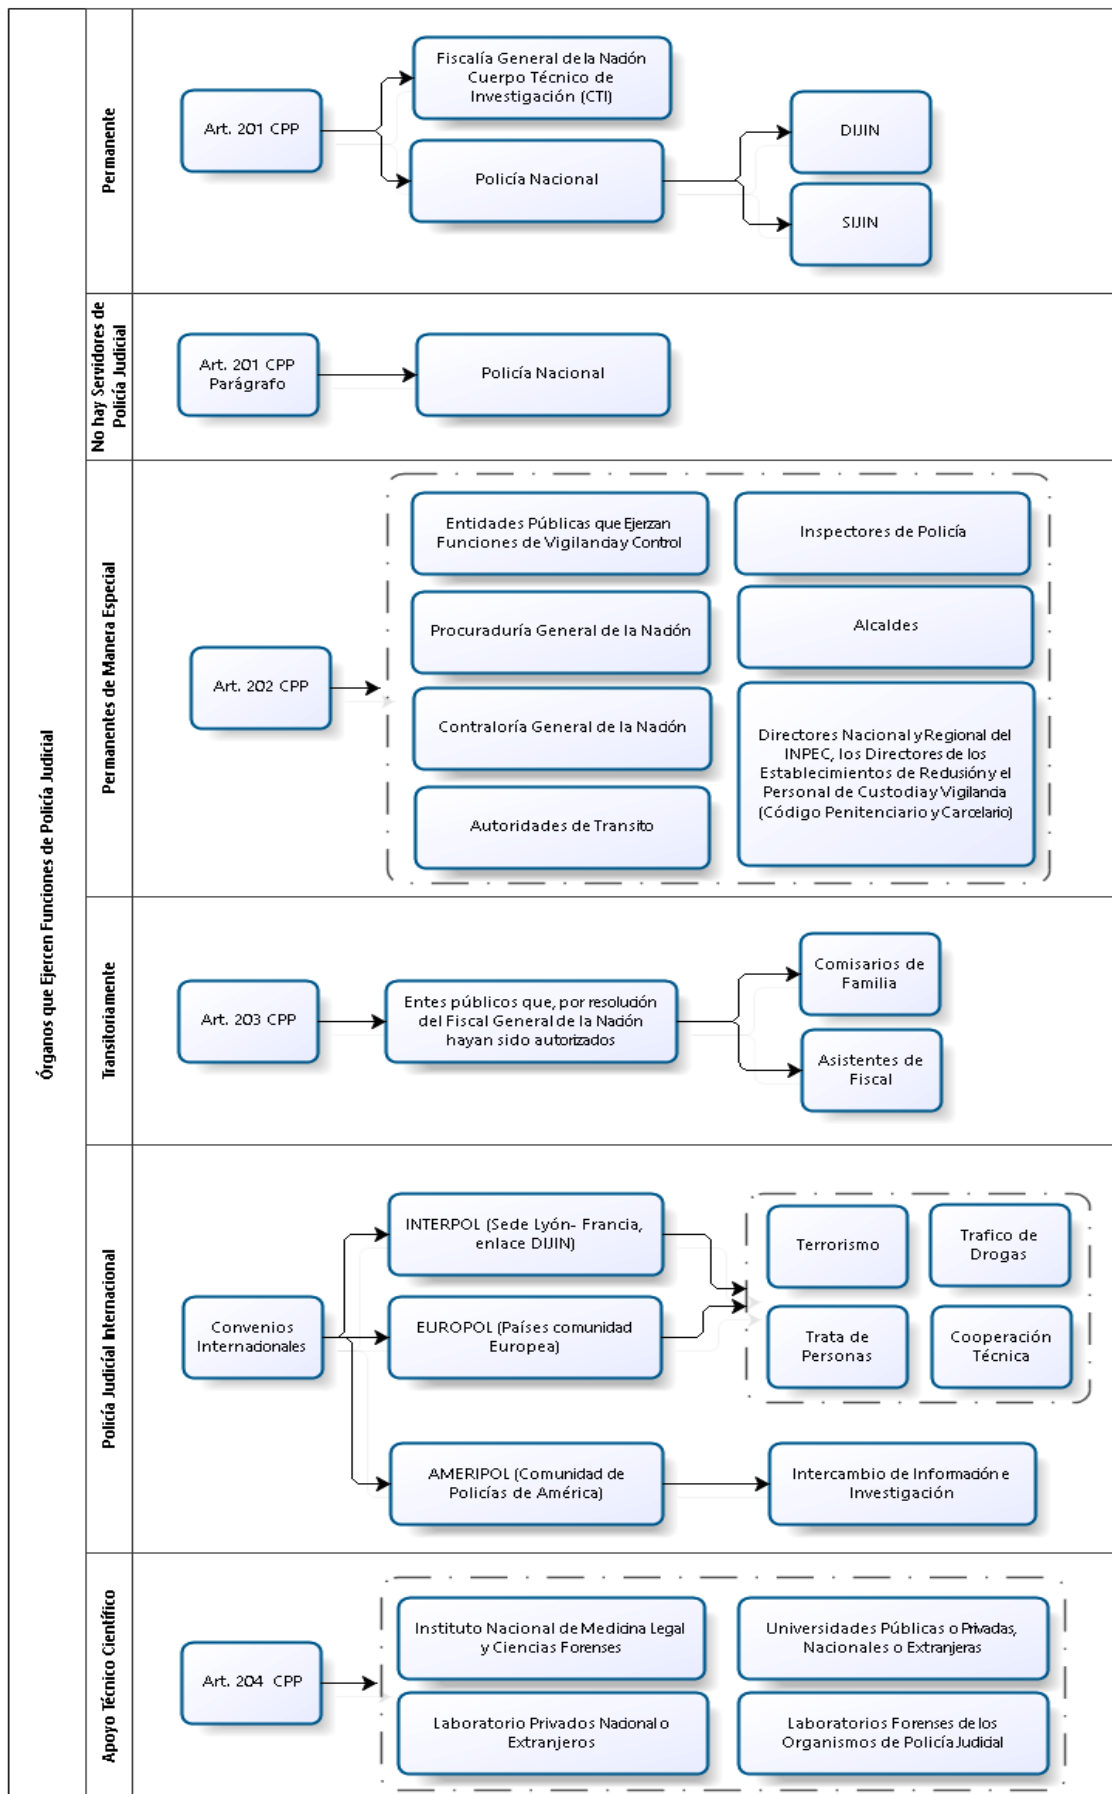 Órganos que Ejercen Funciones de Policía Judicial
Permanente
Art. 201 CPP
Fiscalía General de la Nación
Cuerpo Técnico de
Investigación (CTI)
Policía Nacional
DIJIN
SIJIN
No hay Servidores de
Policía Judicial
Art. 201 CPP
Parágrafo
Policía Nacional
Permanentes de Manera Especial
Art. 202 CPP
Entidades Públicas que Ejerzan
Funciones de Vigilancia y Control
Procuraduría General de la Nación
Contraloría General de la Nación
Autoridades de Transito
Inspectores de Policía
Alcaldes
Directores Nacional y Regional del
INPEC, los Directores de los
Establecimientos de Redusión y el
Personal de Custodia y Vigilancia
(Código Penitenciario y Carcelario)
Transitoriamente
Art. 203 CPP
Entes públicos que, por resolución
del Fiscal General de la Nación
hayan sido autorizados
Comisarios de
Familia
Asistentes de
Fiscal
Policía Judicial Internacional
Convenios
Internacionales
INTERPOL (Sede Lyón- Francia,
enlace DIJIN)
EUROPOL (Países comunidad
Europea)
AMERIPOL (Comunidad de
Policías de América)
Terrorismo
Trafico de
Drogas
Trata de
Personas
Cooperación
Técnica
Intercambio de Información e
Investigación
Apoyo Técnico Científico
Art. 204 CPP
Instituto Nacional de Medicina Legal
y Ciencias Forenses
Universidades Públicas o Privadas,
Nacionales o Extranjeras
Laboratorio Privados Nacional o
Extranjeros
Laboratorios Forenses de los
Organismos de Policía Judicial